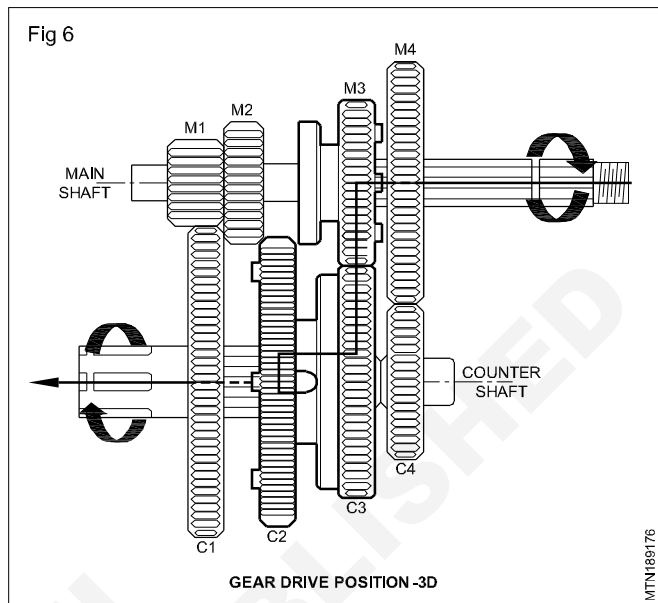 Fig 6
M4
M3
M2
M1
MAIN
SHAFT
COUNTER
SHAFT
C4
C3
C2
C1
GEAR DRIVE POSITION -3D
MTN189176